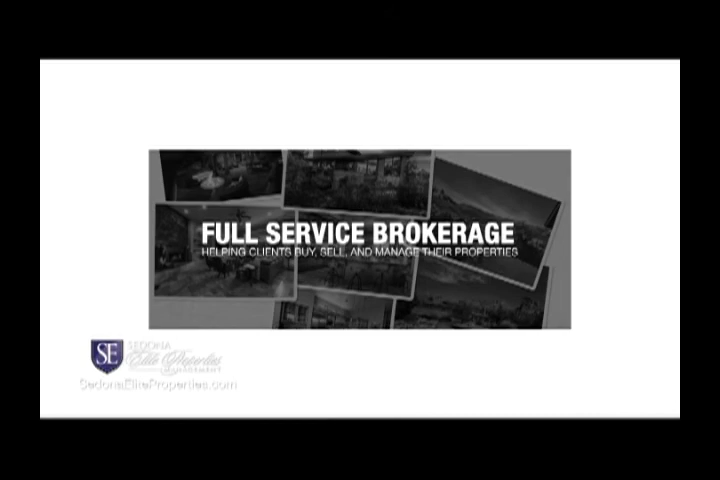 FULL SERVICE BROKERAGE
HELPING CLIENTS BUY, SELL, AND MANAGE THEIR PROPERTIES
SE
SEDONA
Elite Properties
MANAGEMENT
SedonaEliteProperties.com